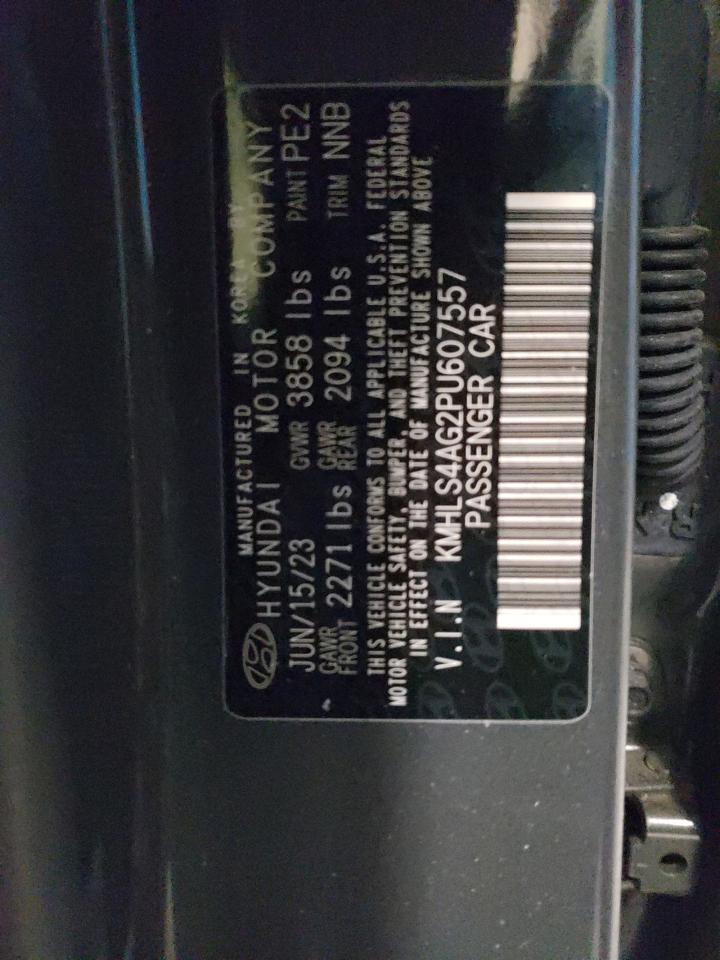 MANUFACTURED IN KOREA BY
HYUNDAI MOTOR COMPANY
JUN/15/23 GVWR 3858 lbs PAINT PE2
GAWR FRONT 2271 lbs GAWR REAR 2094 lbs TRIM NNB
THIS VEHICLE CONFORMS TO ALL APPLICABLE U.S.A. FEDERAL
MOTOR VEHICLE SAFETY, BUMPER, AND THEFT PREVENTION STANDARDS
IN EFFECT ON THE DATE OF MANUFACTURE SHOWN ABOVE
V.I.N KMHLS4AG2PU607557
PASSENGER CAR